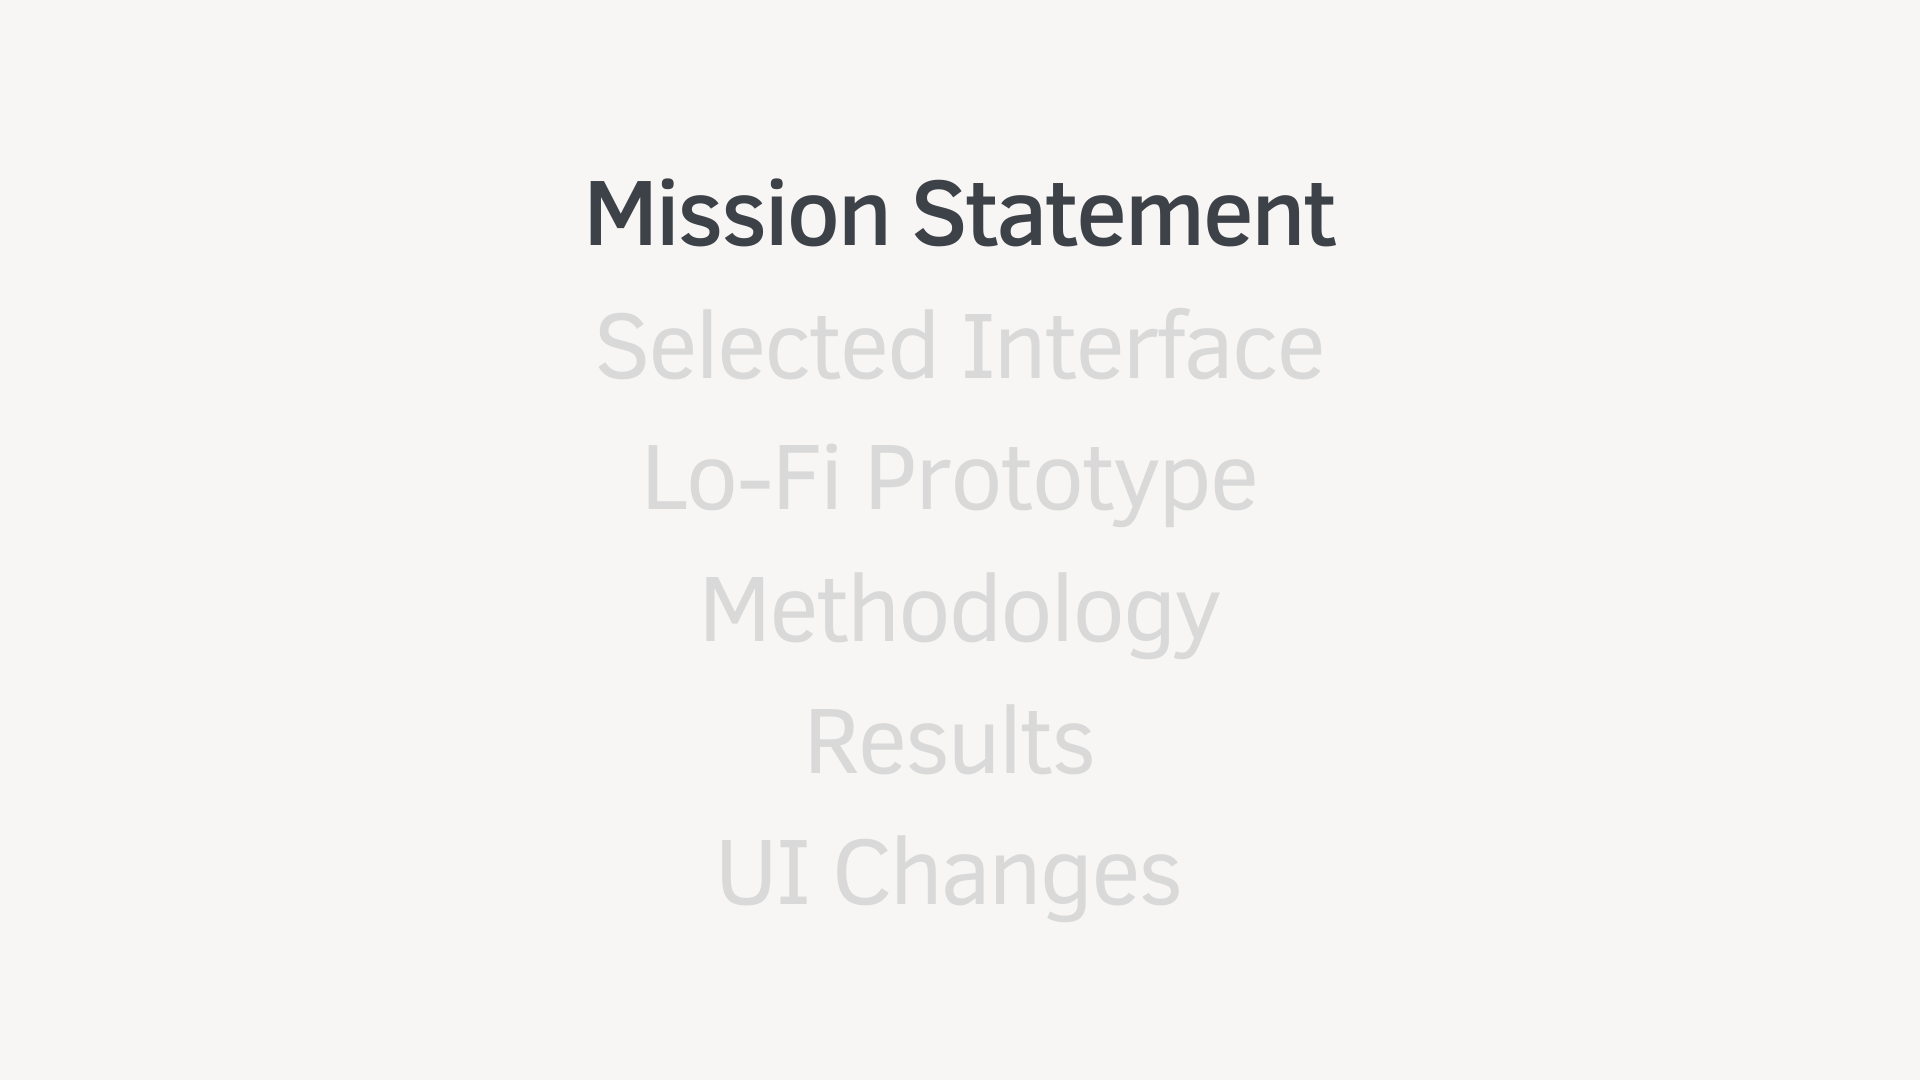 Mission Statement
Selected Interface
Lo-Fi Prototype
Methodology
Results
UI Changes